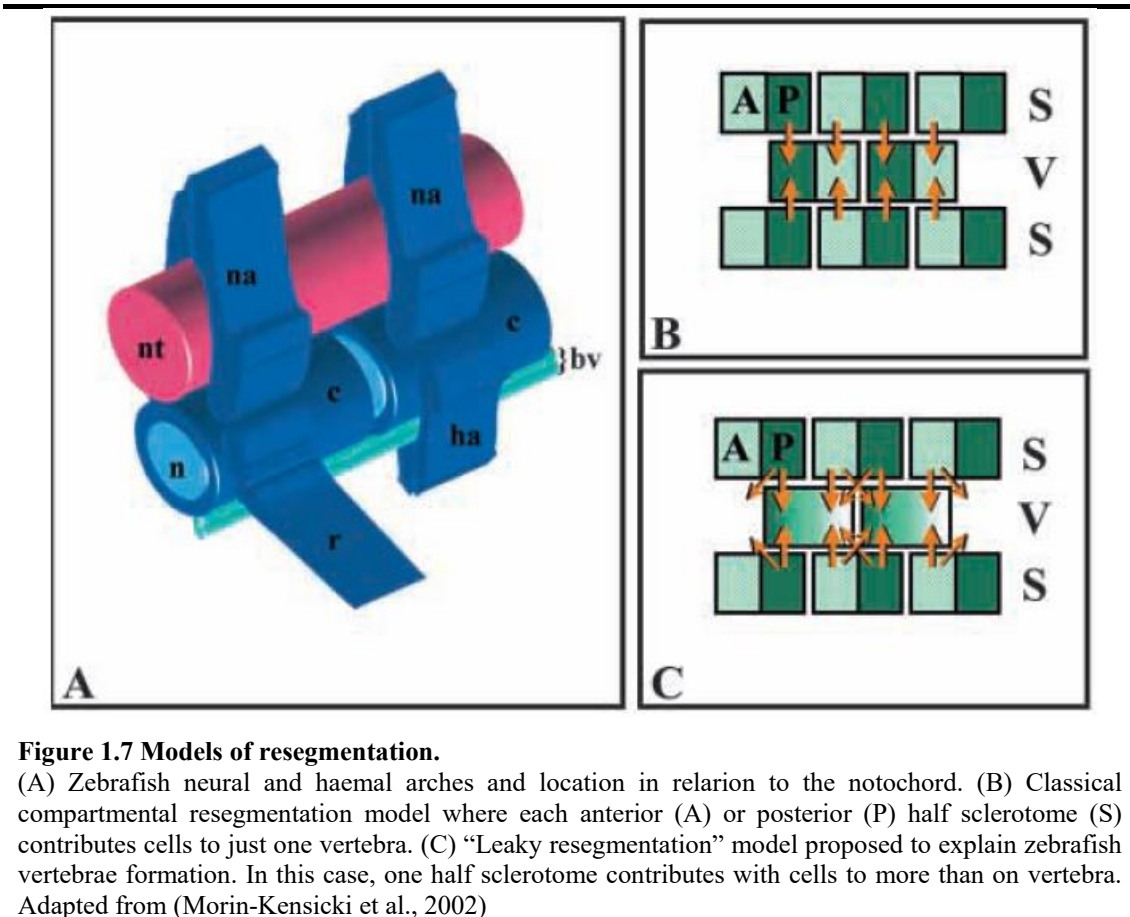 na
na
nt
c
c
}bv
n
ha
r
A
A P S
V
S
B
A P S
V
S
C
Figure 1.7 Models of resegmentation.
(A) Zebrafish neural and haemal arches and location in relarion to the notochord. (B) Classical
compartmental resegmentation model where each anterior (A) or posterior (P) half sclerotome (S)
contributes cells to just one vertebra. (C) “Leaky resegmentation” model proposed to explain zebrafish
vertebrae formation. In this case, one half sclerotome contributes with cells to more than on vertebra.
Adapted from (Morin-Kensicki et al., 2002)